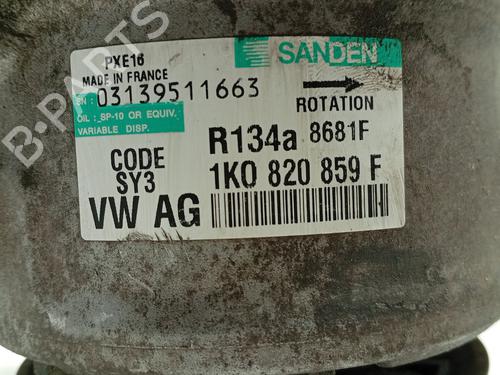 PXE16
MADE IN FRANCE
SANDEN
SN : 03139511663
ROTATION
OIL : SP-10 OR EQUIV.
VARIABLE DISP.
R134a 8681F
CODE
SY3
1K0 820 859 F
VW AG
B-PARTS